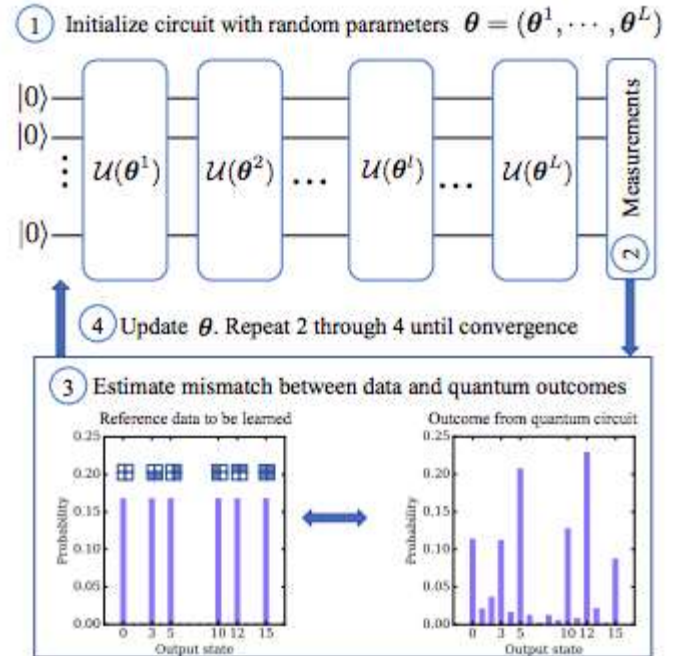 1 Initialize circuit with random parameters θ = (θ¹, ⋯, θᴸ)
|0⟩
|0⟩
⋮
|0⟩
U(θ¹) U(θ²) ... U(θˡ) ... U(θᴸ)
Measurements
2
4 Update θ. Repeat 2 through 4 until convergence
3 Estimate mismatch between data and quantum outcomes
Reference data to be learned
0.25
0.20
0.15
0.10
0.05
0.00
Probability
0 3 5 10 12 15
Output state
Outcome from quantum circuit
0.25
0.20
0.15
0.10
0.05
0.00
Probability
0 3 5 10 12 15
Output state